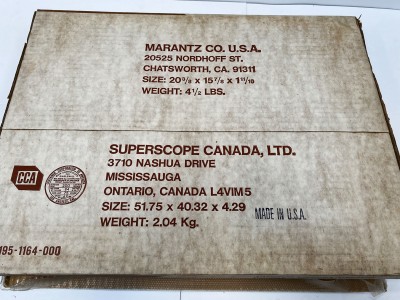 MARANTZ CO. U.S.A.
20525 NORDHOFF ST.
CHATSWORTH, CA. 91311
SIZE: 20³/₈ x 15⁷/₈ x 1¹¹/₁₆
WEIGHT: 4¹/₂ LBS.
SUPERSCOPE CANADA, LTD.
3710 NASHUA DRIVE
MISSISSAUGA
ONTARIO, CANADA L4VIM5
SIZE: 51.75 x 40.32 x 4.29
WEIGHT: 2.04 Kg.
CCA
MADE IN U.S.A.
195-1164-000